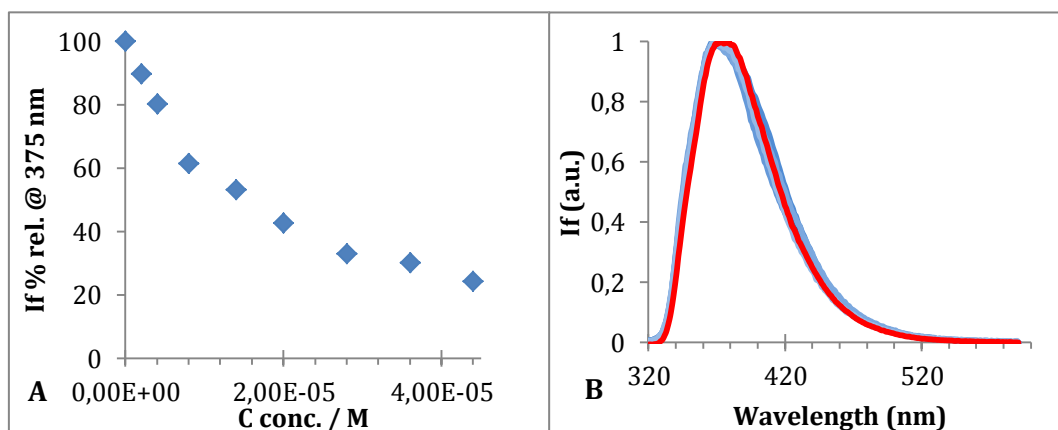 100
80
60
40
20
0
If % rel. @ 375 nm
0,00E+00 2,00E-05 4,00E-05
C conc. / M
A
1
0,8
0,6
0,4
0,2
0
If (a.u.)
320 420 520
Wavelength (nm)
B